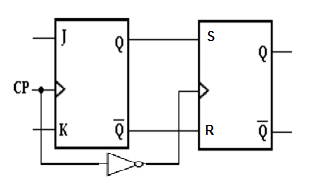 J Q S Q
CP
K Q̅ R Q̅